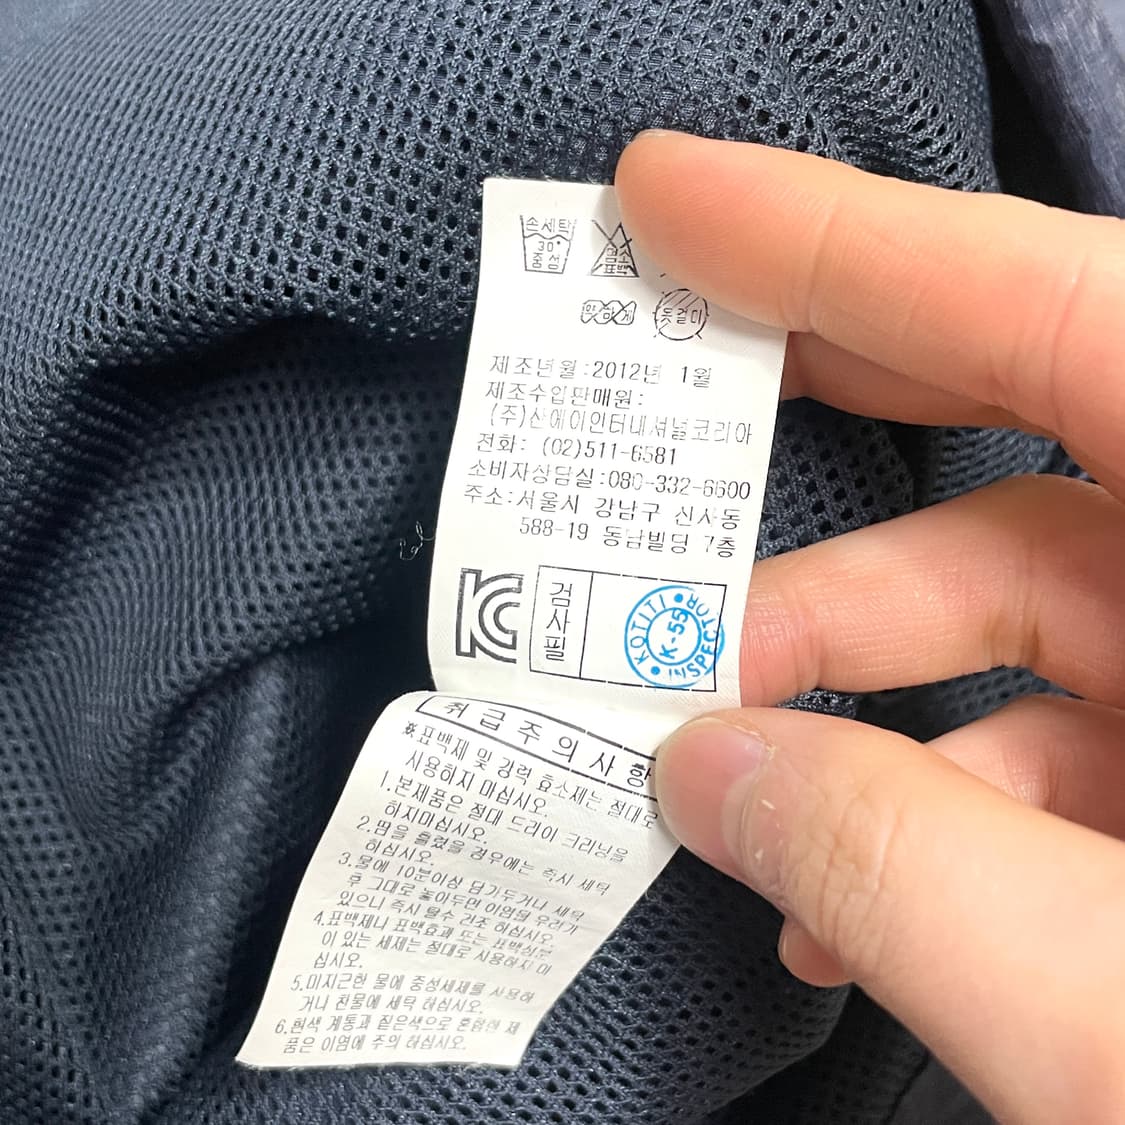 손세탁
30°
중성
염소
표백
약하게
옷걸이
제조년월:2012년 1월
제조수입판매원:
(주)산에이인터내셔널코리아
전화: (02)511-6581
소비자상담실:080-332-6600
주소:서울시 강남구 신사동
588-19 동남빌딩 7층
검사필
KOTITI INSPECTOR
K-55
취급주의사항
※표백제 및 강력 효소제는 절대로
사용하지 마십시오.
1.본제품은 절대 드라이 크리닝을
하지마십시오.
2.땀을 흘렸을 경우에는 즉시 세탁
하십시오.
3.물에 10분이상 담가두거나 세탁
후 그대로 놓아두면 이염될 우려가
있으니 즉시 탈수 건조 하십시오.
4.표백제나 표백효과 또는 표백성분
이 있는 세제는 절대로 사용하지 마
십시오.
5.미지근한 물에 중성세제를 사용하
거나 찬물에 세탁 하십시오.
6.흰색 계통과 짙은색으로 혼합한 제
품은 이염에 주의 하십시오.